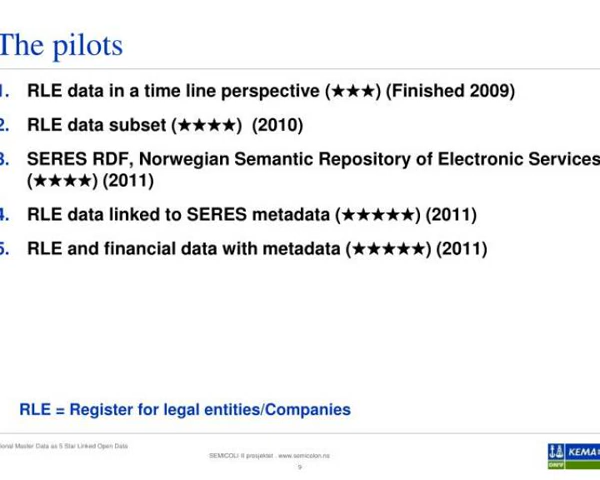 The pilots
1. RLE data in a time line perspective (★★★) (Finished 2009)
2. RLE data subset (★★★★) (2010)
3. SERES RDF, Norwegian Semantic Repository of Electronic Services
(★★★★) (2011)
4. RLE data linked to SERES metadata (★★★★★) (2011)
5. RLE and financial data with metadata (★★★★★) (2011)
RLE = Register for legal entities/Companies
Master Data as 5 Star Linked Open Data
SEMICOLON II prosjektet . www.semicolon.no
9
DNV KEMA